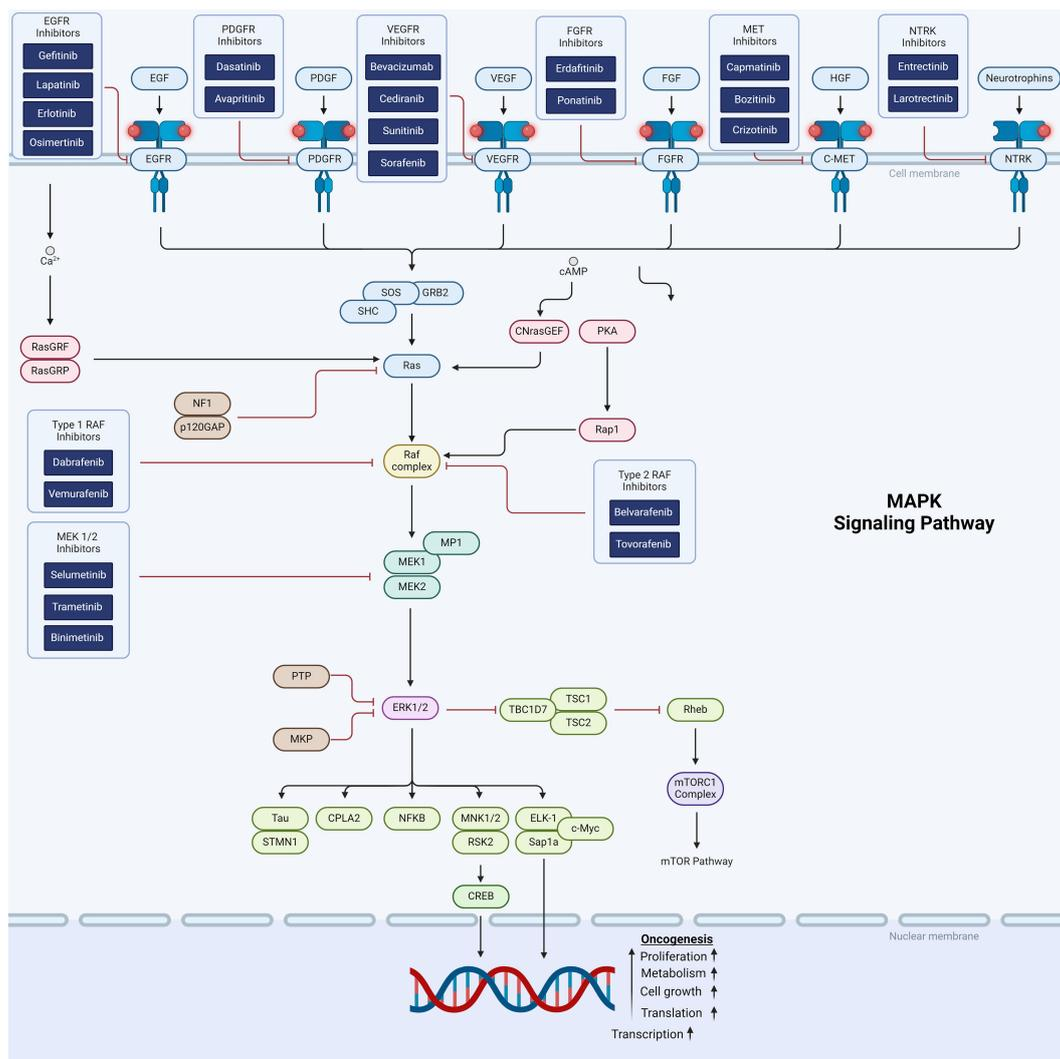 EGFR
Inhibitors
Gefitinib
Lapatinib
Erlotinib
Osimertinib
EGF
EGFR
PDGFR
Inhibitors
Dasatinib
Avapritinib
PDGF
PDGFR
VEGFR
Inhibitors
Bevacizumab
Cediranib
Sunitinib
Sorafenib
VEGF
VEGFR
FGFR
Inhibitors
Erdafitinib
Ponatinib
FGF
FGFR
MET
Inhibitors
Capmatinib
Bozitinib
Crizotinib
HGF
C-MET
NTRK
Inhibitors
Entrectinib
Larotrectinib
Neurotrophins
NTRK
Cell membrane
Ca²⁺
cAMP
SOS
GRB2
SHC
CNrasGEF
PKA
RasGRF
RasGRP
Ras
NF1
p120GAP
Rap1
Type 1 RAF
Inhibitors
Dabrafenib
Vemurafenib
Raf
complex
Type 2 RAF
Inhibitors
Belvarafenib
Tovorafenib
MAPK
Signaling Pathway
MEK 1/2
Inhibitors
Selumetinib
Trametinib
Binimetinib
MP1
MEK1
MEK2
PTP
MKP
ERK1/2
TBC1D7
TSC1
TSC2
Rheb
mTORC1
Complex
mTOR Pathway
Tau
STMN1
CPLA2
NFKB
MNK1/2
RSK2
ELK-1
c-Myc
Sap1a
CREB
Nuclear membrane
Oncogenesis
Proliferation
Metabolism
Cell growth
Translation
Transcription